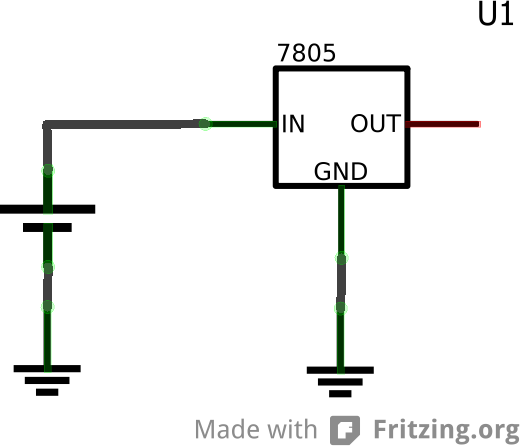 U1
7805
IN OUT
GND
Made with Fritzing.org